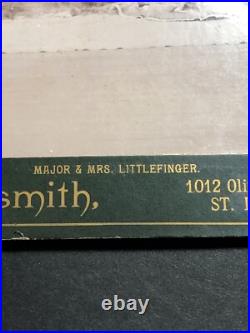 MAJOR & MRS. LITTLEFINGER.
smith,
1012 Oli
ST.